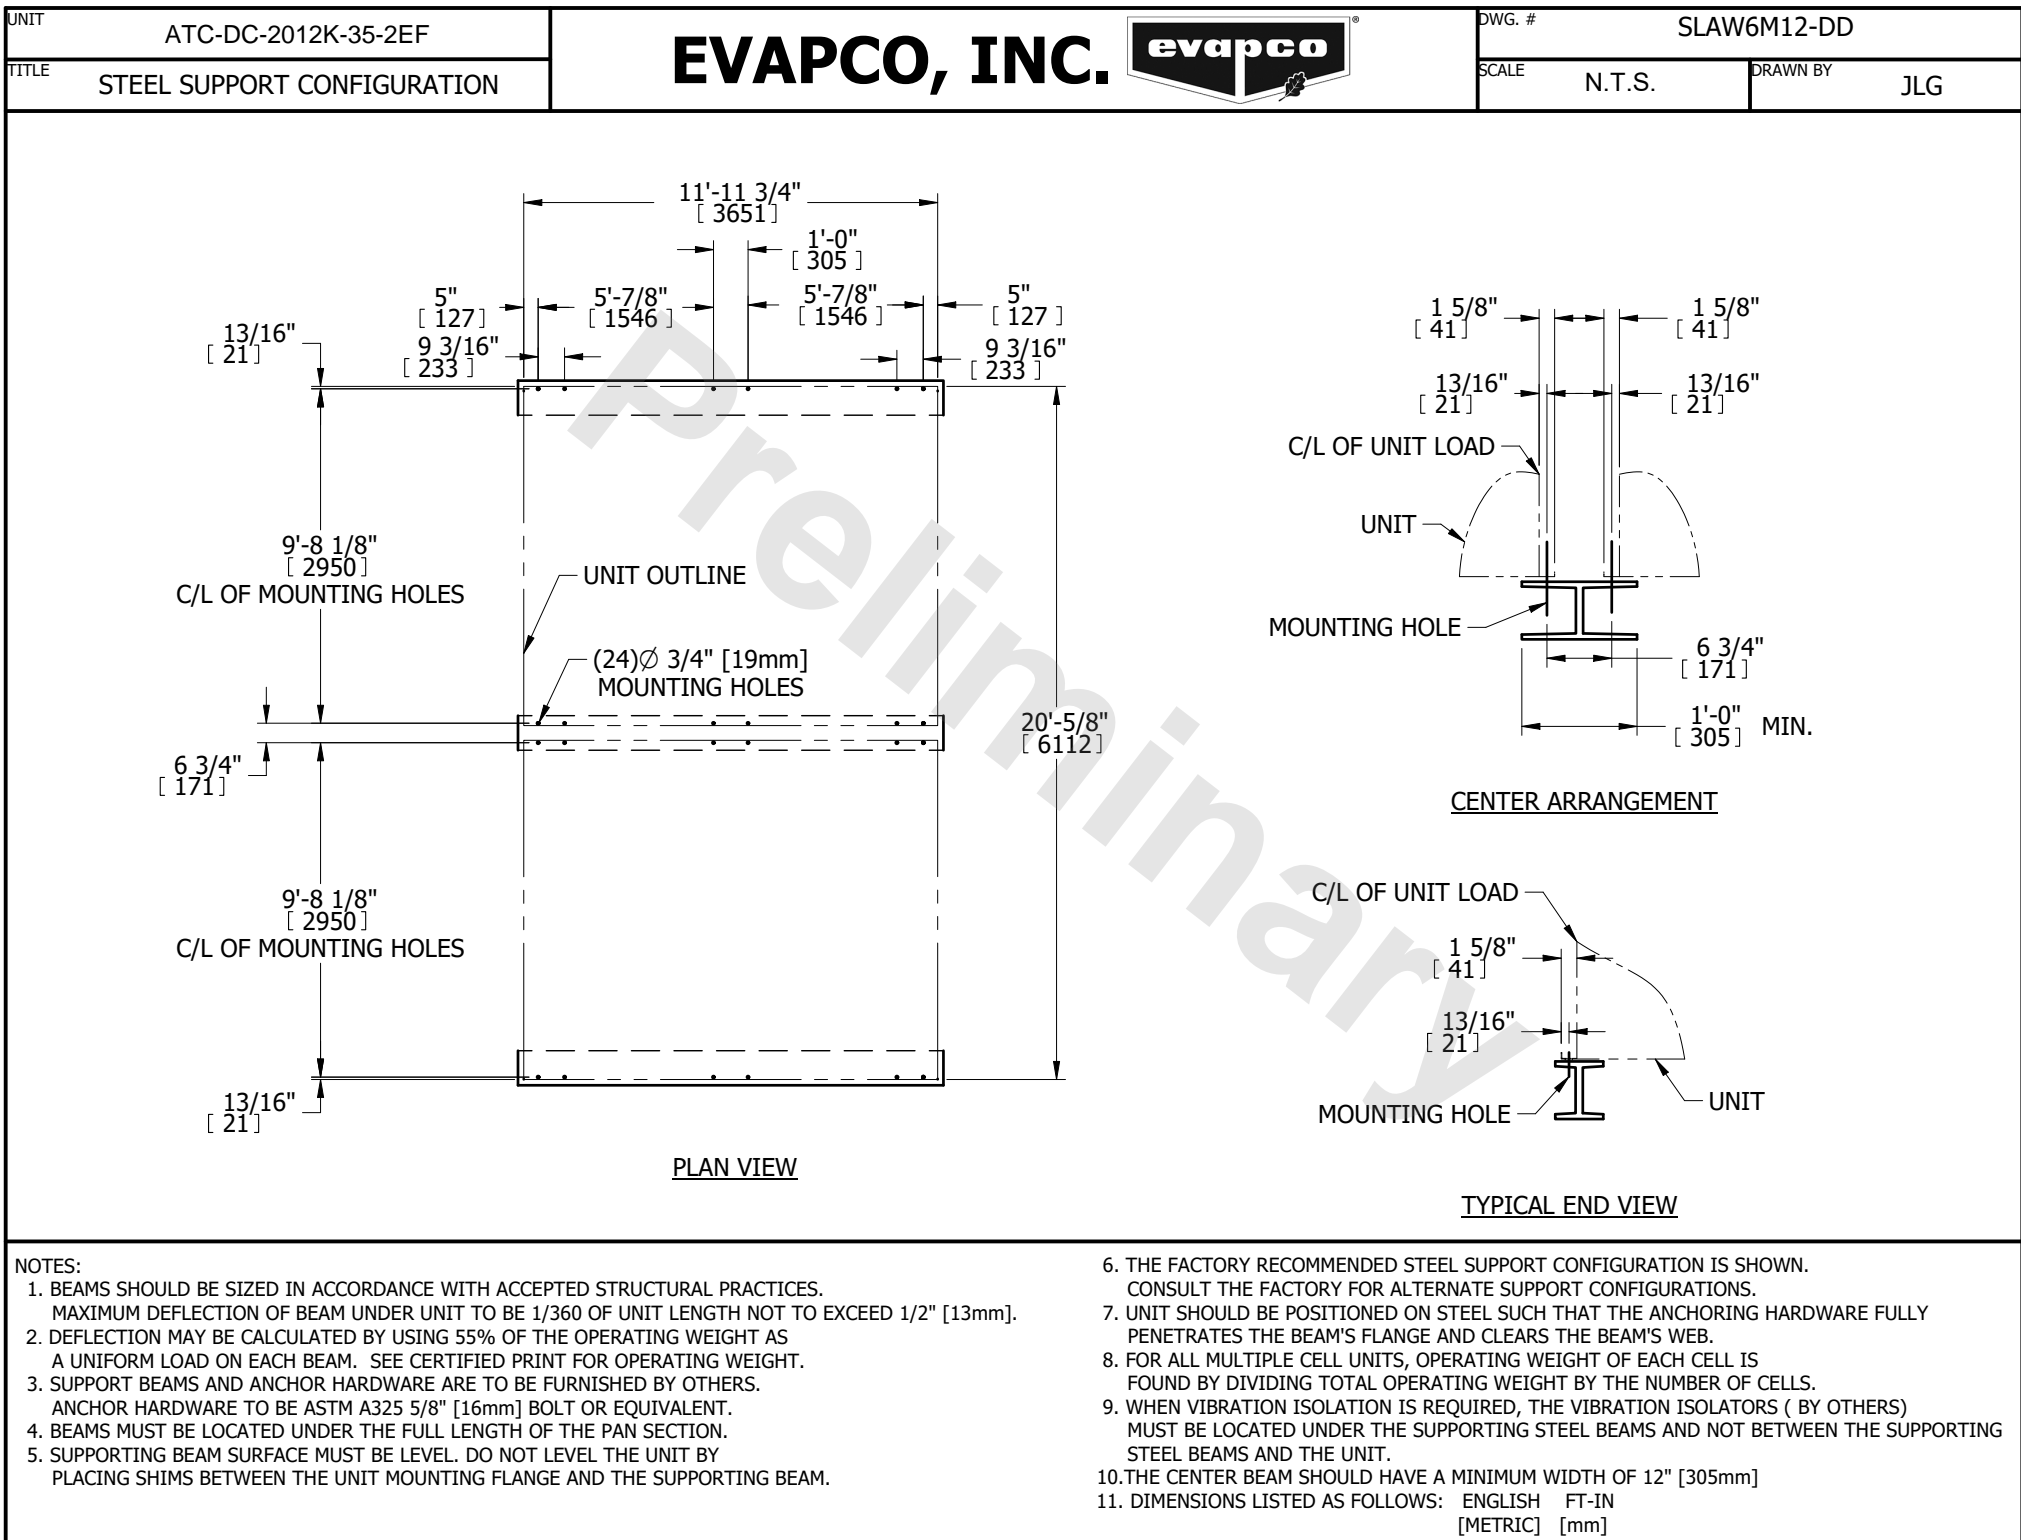 UNIT
ATC-DC-2012K-35-2EF
TITLE
STEEL SUPPORT CONFIGURATION
EVAPCO, INC.
evapco
®
DWG. #
SLAW6M12-DD
SCALE
N.T.S.
DRAWN BY
JLG
11'-11 3/4"
[ 3651 ]
1'-0"
[ 305 ]
5"
[ 127 ]
5'-7/8"
[ 1546 ]
5'-7/8"
[ 1546 ]
5"
[ 127 ]
13/16"
[ 21 ]
9 3/16"
[ 233 ]
9 3/16"
[ 233 ]
9'-8 1/8"
[ 2950 ]
C/L OF MOUNTING HOLES
UNIT OUTLINE
(24)Ø 3/4" [19mm]
MOUNTING HOLES
6 3/4"
[ 171 ]
20'-5/8"
[ 6112 ]
9'-8 1/8"
[ 2950 ]
C/L OF MOUNTING HOLES
13/16"
[ 21 ]
PLAN VIEW
Preliminary
1 5/8"
[ 41 ]
1 5/8"
[ 41 ]
13/16"
[ 21 ]
13/16"
[ 21 ]
C/L OF UNIT LOAD
UNIT
MOUNTING HOLE
6 3/4"
[ 171 ]
1'-0"
[ 305 ]
MIN.
CENTER ARRANGEMENT
C/L OF UNIT LOAD
1 5/8"
[ 41 ]
13/16"
[ 21 ]
MOUNTING HOLE
UNIT
TYPICAL END VIEW
NOTES:
1. BEAMS SHOULD BE SIZED IN ACCORDANCE WITH ACCEPTED STRUCTURAL PRACTICES.
MAXIMUM DEFLECTION OF BEAM UNDER UNIT TO BE 1/360 OF UNIT LENGTH NOT TO EXCEED 1/2" [13mm].
2. DEFLECTION MAY BE CALCULATED BY USING 55% OF THE OPERATING WEIGHT AS
A UNIFORM LOAD ON EACH BEAM. SEE CERTIFIED PRINT FOR OPERATING WEIGHT.
3. SUPPORT BEAMS AND ANCHOR HARDWARE ARE TO BE FURNISHED BY OTHERS.
ANCHOR HARDWARE TO BE ASTM A325 5/8" [16mm] BOLT OR EQUIVALENT.
4. BEAMS MUST BE LOCATED UNDER THE FULL LENGTH OF THE PAN SECTION.
5. SUPPORTING BEAM SURFACE MUST BE LEVEL. DO NOT LEVEL THE UNIT BY
PLACING SHIMS BETWEEN THE UNIT MOUNTING FLANGE AND THE SUPPORTING BEAM.
6. THE FACTORY RECOMMENDED STEEL SUPPORT CONFIGURATION IS SHOWN.
CONSULT THE FACTORY FOR ALTERNATE SUPPORT CONFIGURATIONS.
7. UNIT SHOULD BE POSITIONED ON STEEL SUCH THAT THE ANCHORING HARDWARE FULLY
PENETRATES THE BEAM'S FLANGE AND CLEARS THE BEAM'S WEB.
8. FOR ALL MULTIPLE CELL UNITS, OPERATING WEIGHT OF EACH CELL IS
FOUND BY DIVIDING TOTAL OPERATING WEIGHT BY THE NUMBER OF CELLS.
9. WHEN VIBRATION ISOLATION IS REQUIRED, THE VIBRATION ISOLATORS ( BY OTHERS)
MUST BE LOCATED UNDER THE SUPPORTING STEEL BEAMS AND NOT BETWEEN THE SUPPORTING
STEEL BEAMS AND THE UNIT.
10.THE CENTER BEAM SHOULD HAVE A MINIMUM WIDTH OF 12" [305mm]
11. DIMENSIONS LISTED AS FOLLOWS: ENGLISH FT-IN
[METRIC] [mm]